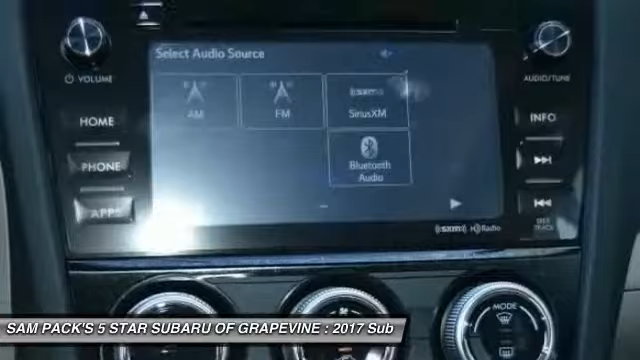 Select Audio Source
VOLUME
AUDIO/TUNE
AM
FM
SiriusXM
HOME
INFO
PHONE
Bluetooth
Audio
APPS
SEEK
TRACK
((sxm)) HD Radio
MODE
SAM PACK'S 5 STAR SUBARU OF GRAPEVINE : 2017 Sub